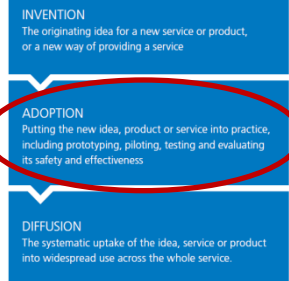 INVENTION
The originating idea for a new service or product,
or a new way of providing a service
ADOPTION
Putting the new idea, product or service into practice,
including prototyping, piloting, testing and evaluating
its safety and effectiveness
DIFFUSION
The systematic uptake of the idea, service or product
into widespread use across the whole service.